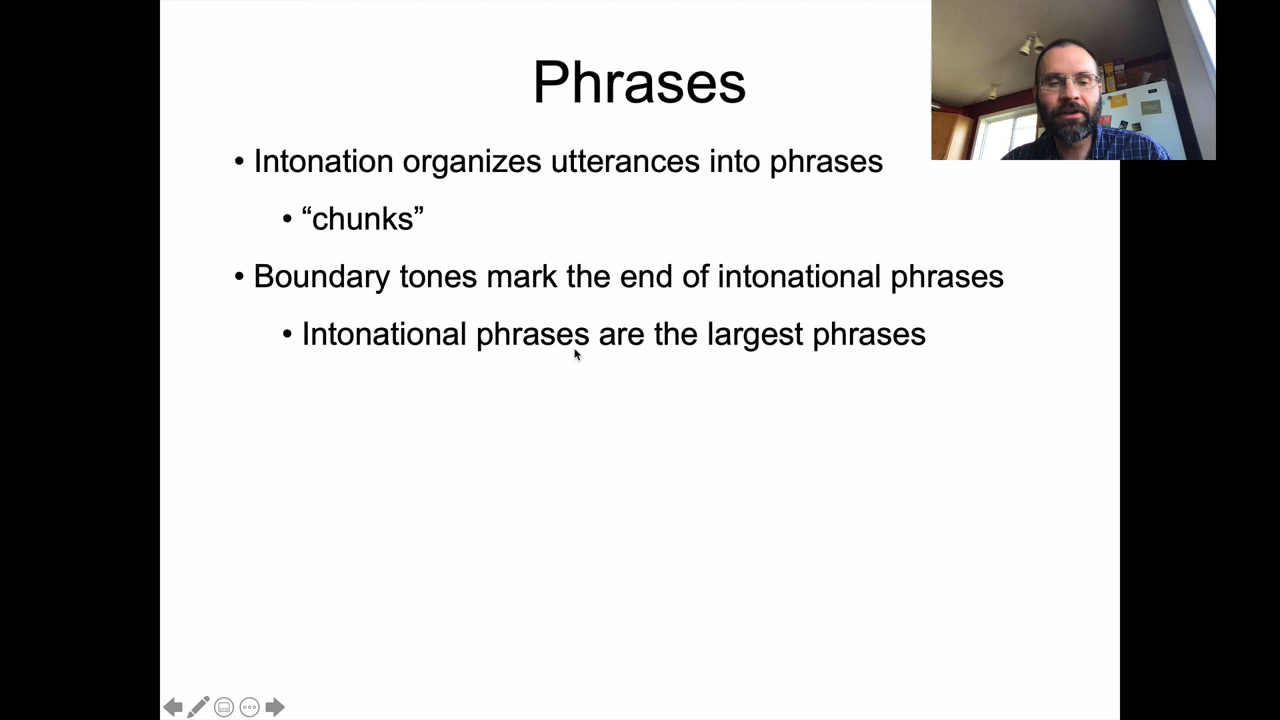 Phrases
• Intonation organizes utterances into phrases
• “chunks”
• Boundary tones mark the end of intonational phrases
• Intonational phrases are the largest phrases